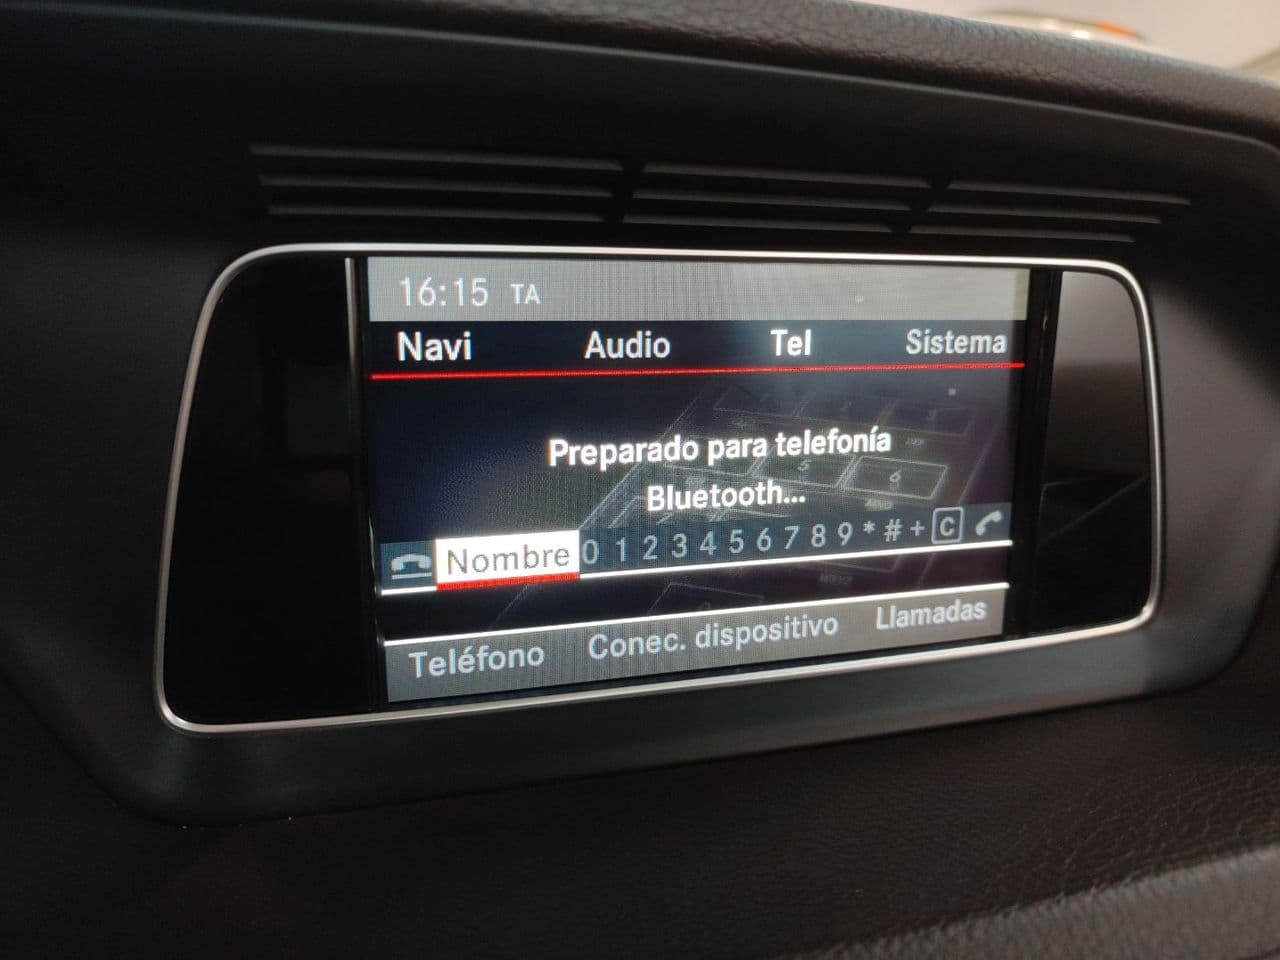 16:15 TA
Navi Audio Tel Sistema
Preparado para telefonía
Bluetooth...
Nombre 0 1 2 3 4 5 6 7 8 9 * # + C
Teléfono Conec. dispositivo Llamadas